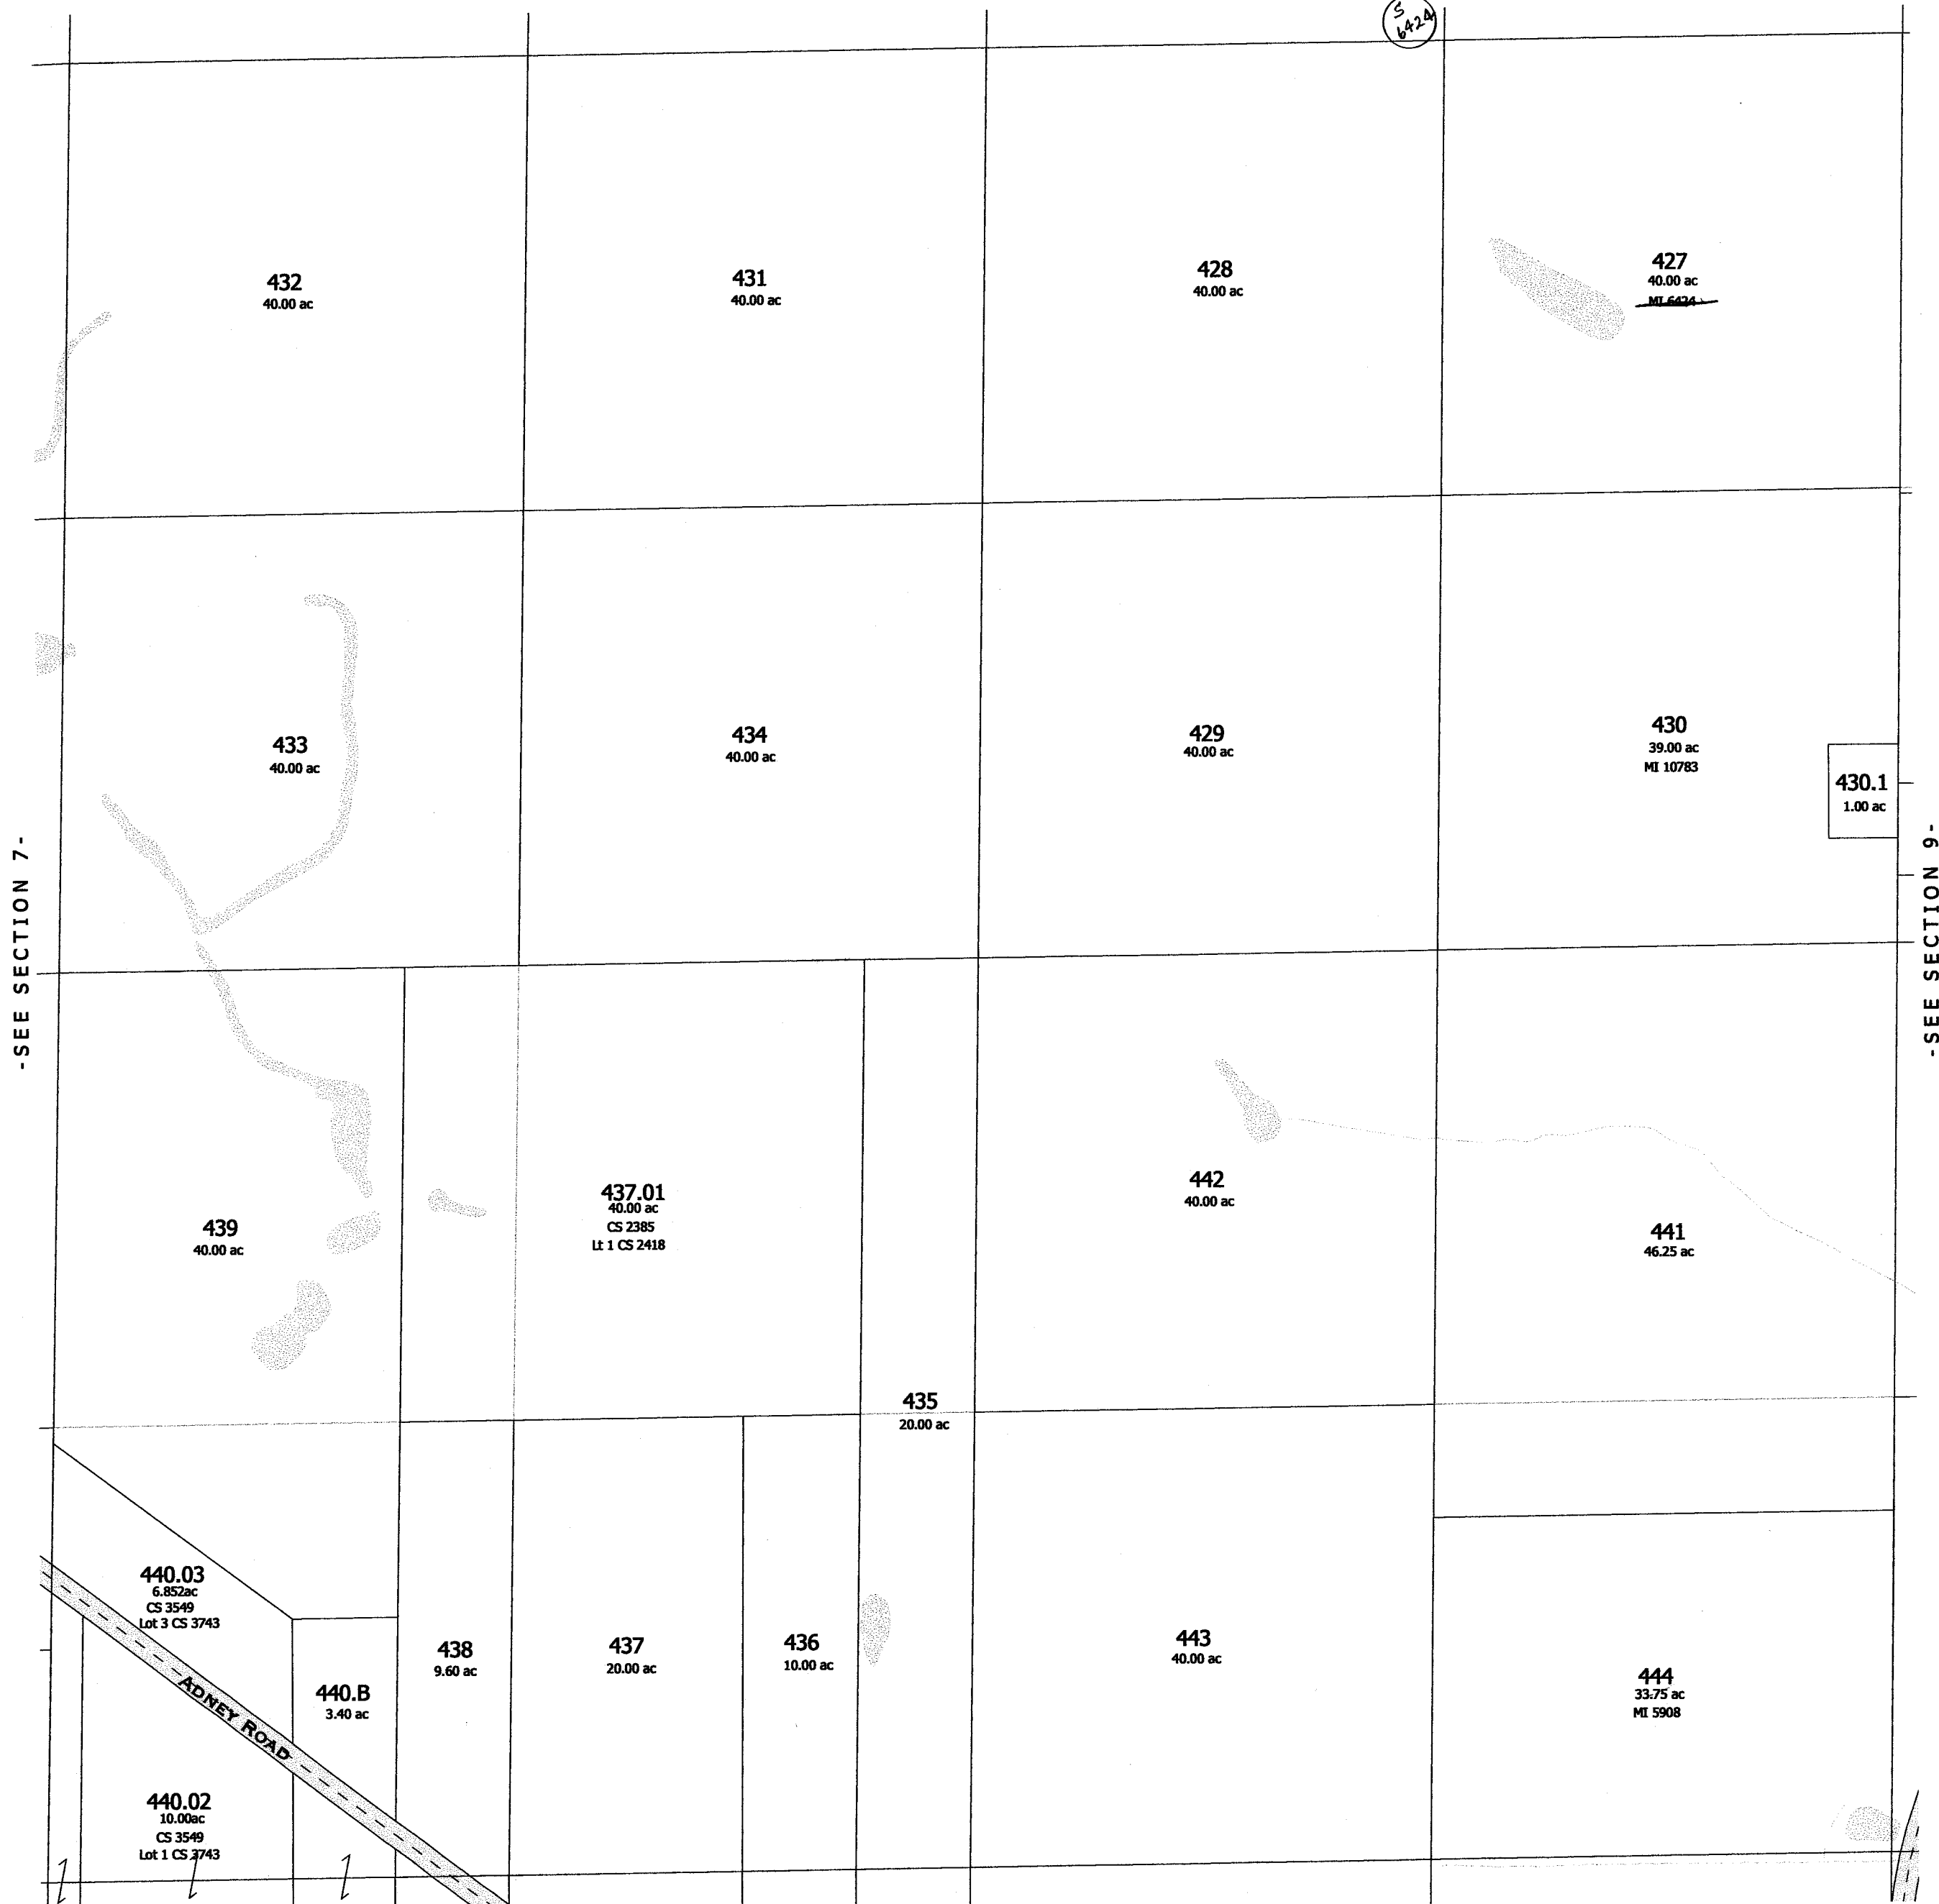 S
6424
432
40.00 ac
431
40.00 ac
428
40.00 ac
427
40.00 ac
MI 6424
433
40.00 ac
434
40.00 ac
429
40.00 ac
430
39.00 ac
MI 10783
430.1
1.00 ac
-SEE SECTION 7-
-SEE SECTION 9-
439
40.00 ac
437.01
40.00 ac
CS 2385
Lt 1 CS 2418
442
40.00 ac
441
46.25 ac
435
20.00 ac
440.03
6.852ac
CS 3549
Lot 3 CS 3743
ADNEY ROAD
440.B
3.40 ac
438
9.60 ac
437
20.00 ac
436
10.00 ac
443
40.00 ac
444
33.75 ac
MI 5908
440.02
10.00ac
CS 3549
Lot 1 CS 3743